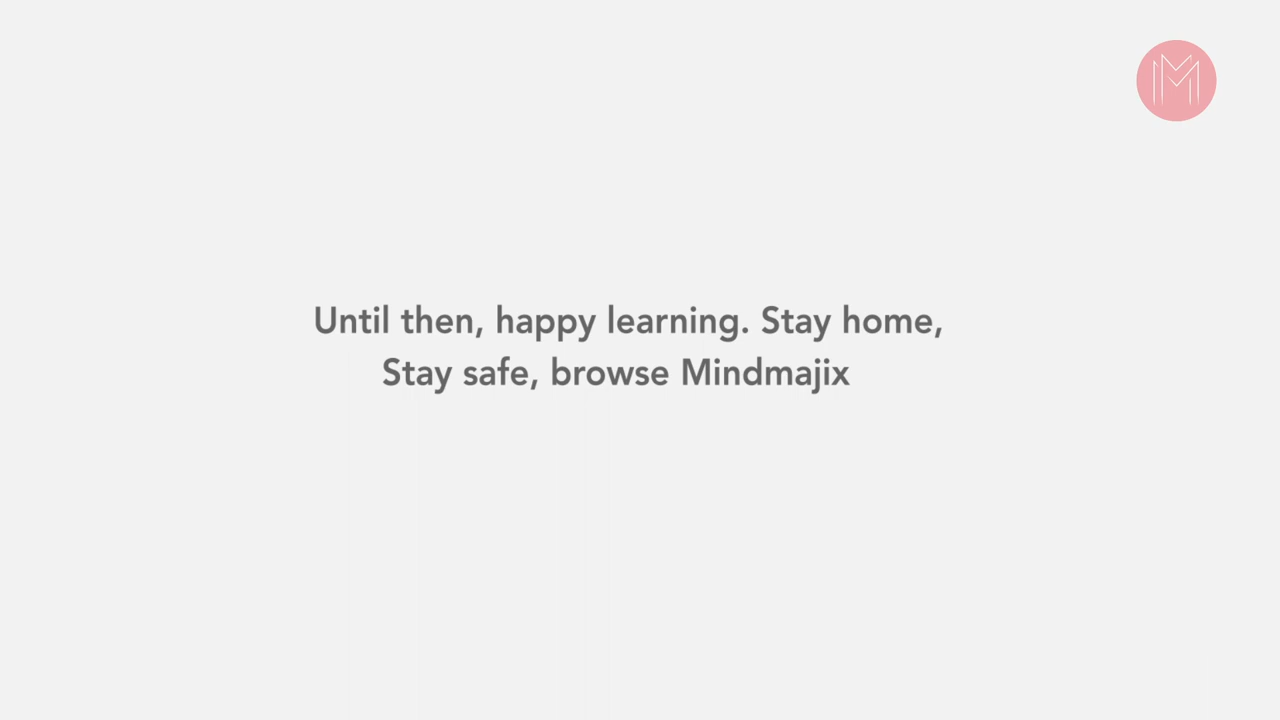 Until then, happy learning. Stay home,
Stay safe, browse Mindmajix